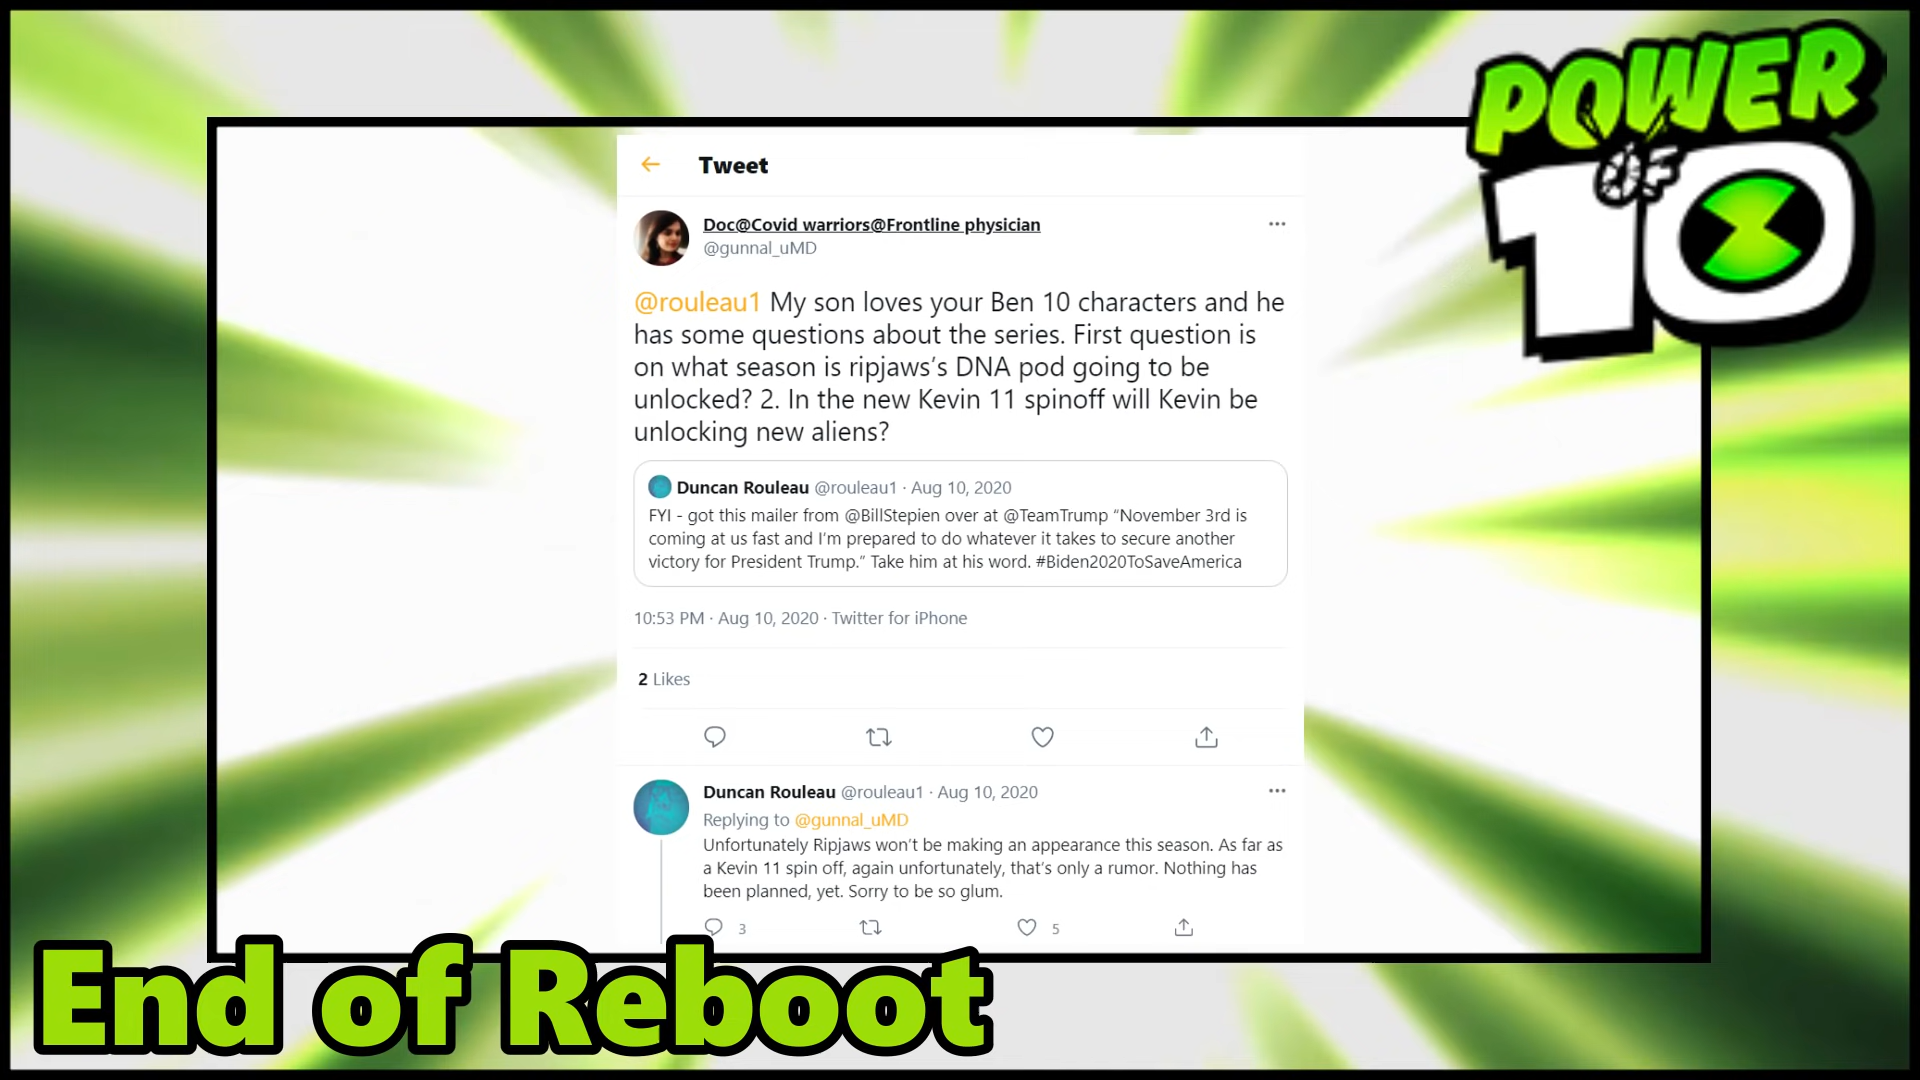 POWER
OF
10
Tweet
Doc@Covid warriors@Frontline physician
@gunnal_uMD
@rouleau1 My son loves your Ben 10 characters and he
has some questions about the series. First question is
on what season is ripjaws’s DNA pod going to be
unlocked? 2. In the new Kevin 11 spinoff will Kevin be
unlocking new aliens?
Duncan Rouleau @rouleau1 · Aug 10, 2020
FYI - got this mailer from @BillStepien over at @TeamTrump “November 3rd is
coming at us fast and I’m prepared to do whatever it takes to secure another
victory for President Trump.” Take him at his word. #Biden2020ToSaveAmerica
10:53 PM · Aug 10, 2020 · Twitter for iPhone
2 Likes
Duncan Rouleau @rouleau1 · Aug 10, 2020
Replying to @gunnal_uMD
Unfortunately Ripjaws won’t be making an appearance this season. As far as
a Kevin 11 spin off, again unfortunately, that’s only a rumor. Nothing has
been planned, yet. Sorry to be so glum.
3 5
End of Reboot